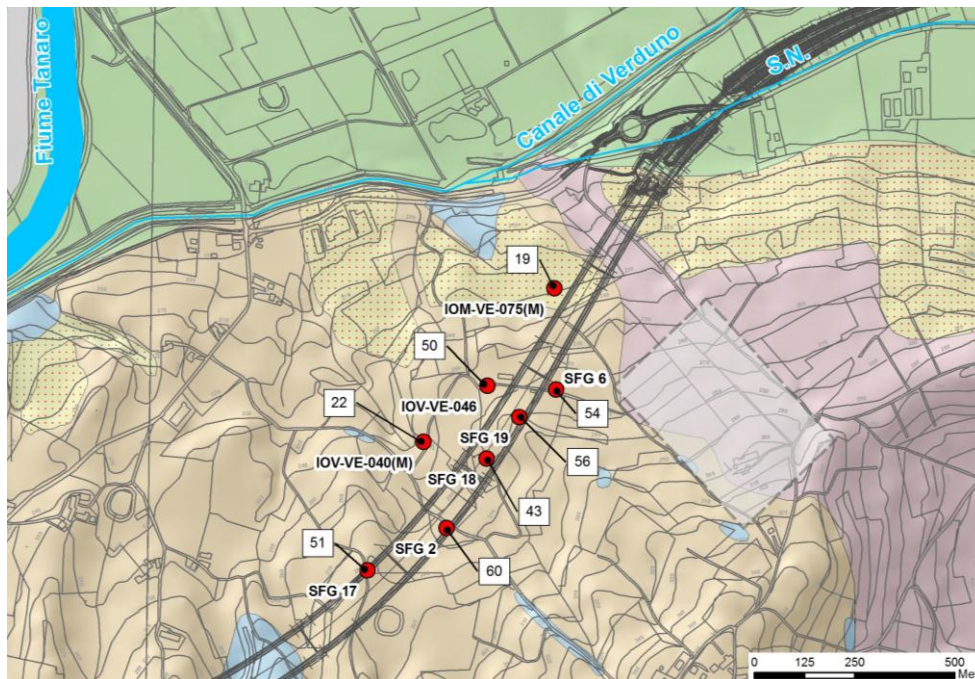 Fiume Tanaro
Canale di Verduno
S.N.
19
IOM-VE-075(M)
50
SFG 6
IOV-VE-046
54
22
SFG 19
IOV-VE-040(M)
56
SFG 18
43
51
SFG 2
60
SFG 17
0 125 250 500
Me